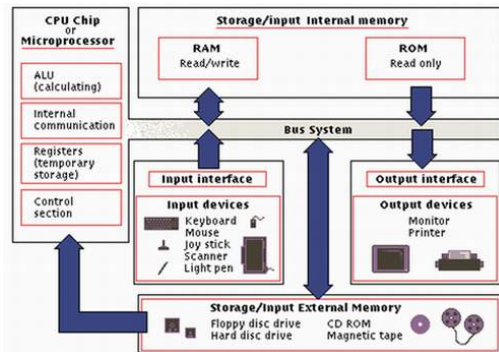 CPU Chip
or
Microprocessor
ALU
(calculating)
Internal
communication
Registers
(temporary
storage)
Control
section
Storage/input Internal memory
RAM
Read/write
ROM
Read only
Bus System
Input interface
Input devices
Keyboard
Mouse
Joy stick
Scanner
Light pen
Output interface
Output devices
Monitor
Printer
Storage/Input External Memory
Floppy disc drive
Hard disc drive
CD ROM
Magnetic tape